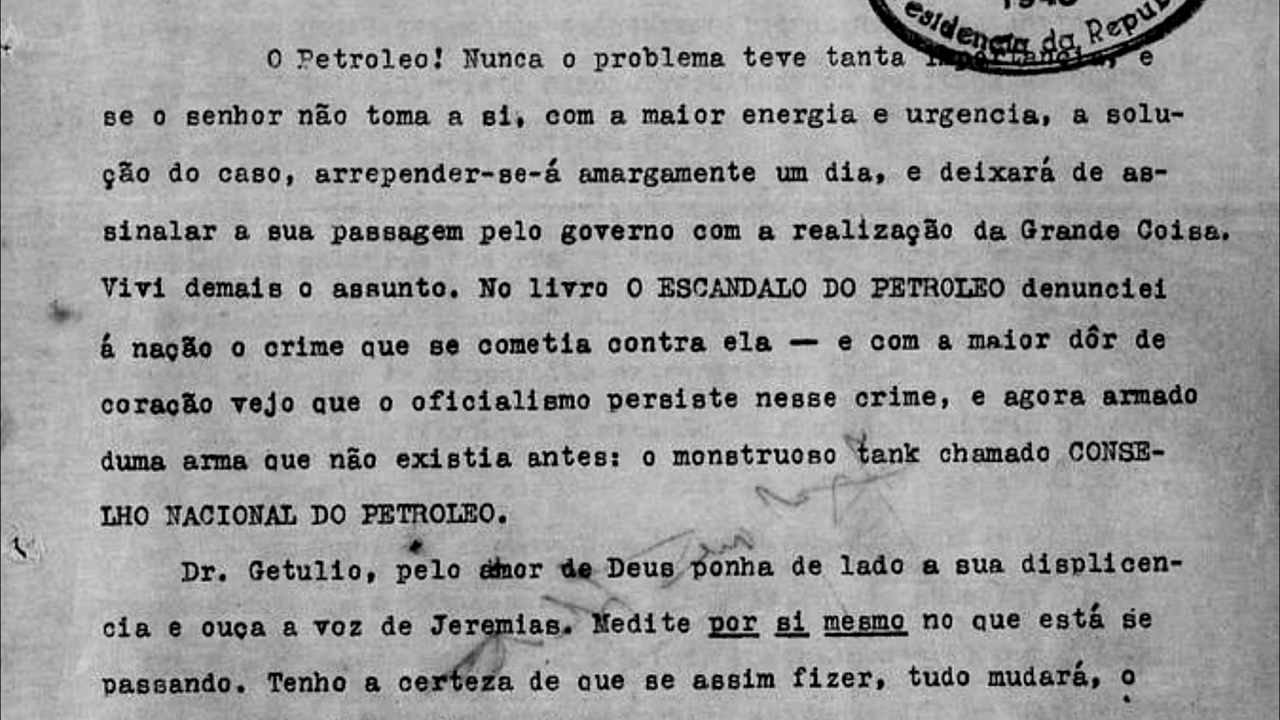 1940
esidencia da Republ
O Petroleo! Nunca o problema teve tanta importancia, e
se o senhor não toma a si, com a maior energia e urgencia, a solu-
ção do caso, arrepender-se-á amargamente um dia, e deixará de as-
sinalar a sua passagem pelo governo com a realização da Grande Coisa.
Vivi demais o assunto. No livro O ESCANDALO DO PETROLEO denunciei
á nação o crime que se cometia contra ela — e com a maior dôr de
coração vejo que o oficialismo persiste nesse crime, e agora armado
duma arma que não existia antes: o monstruoso tank chamado CONSE-
LHO NACIONAL DO PETROLEO.
Dr. Getulio, pelo amor de Deus ponha de lado a sua displicen-
cia e ouça a voz de Jeremias. Medite por si mesmo no que está se
passando. Tenho a certeza de que se assim fizer, tudo mudará, o